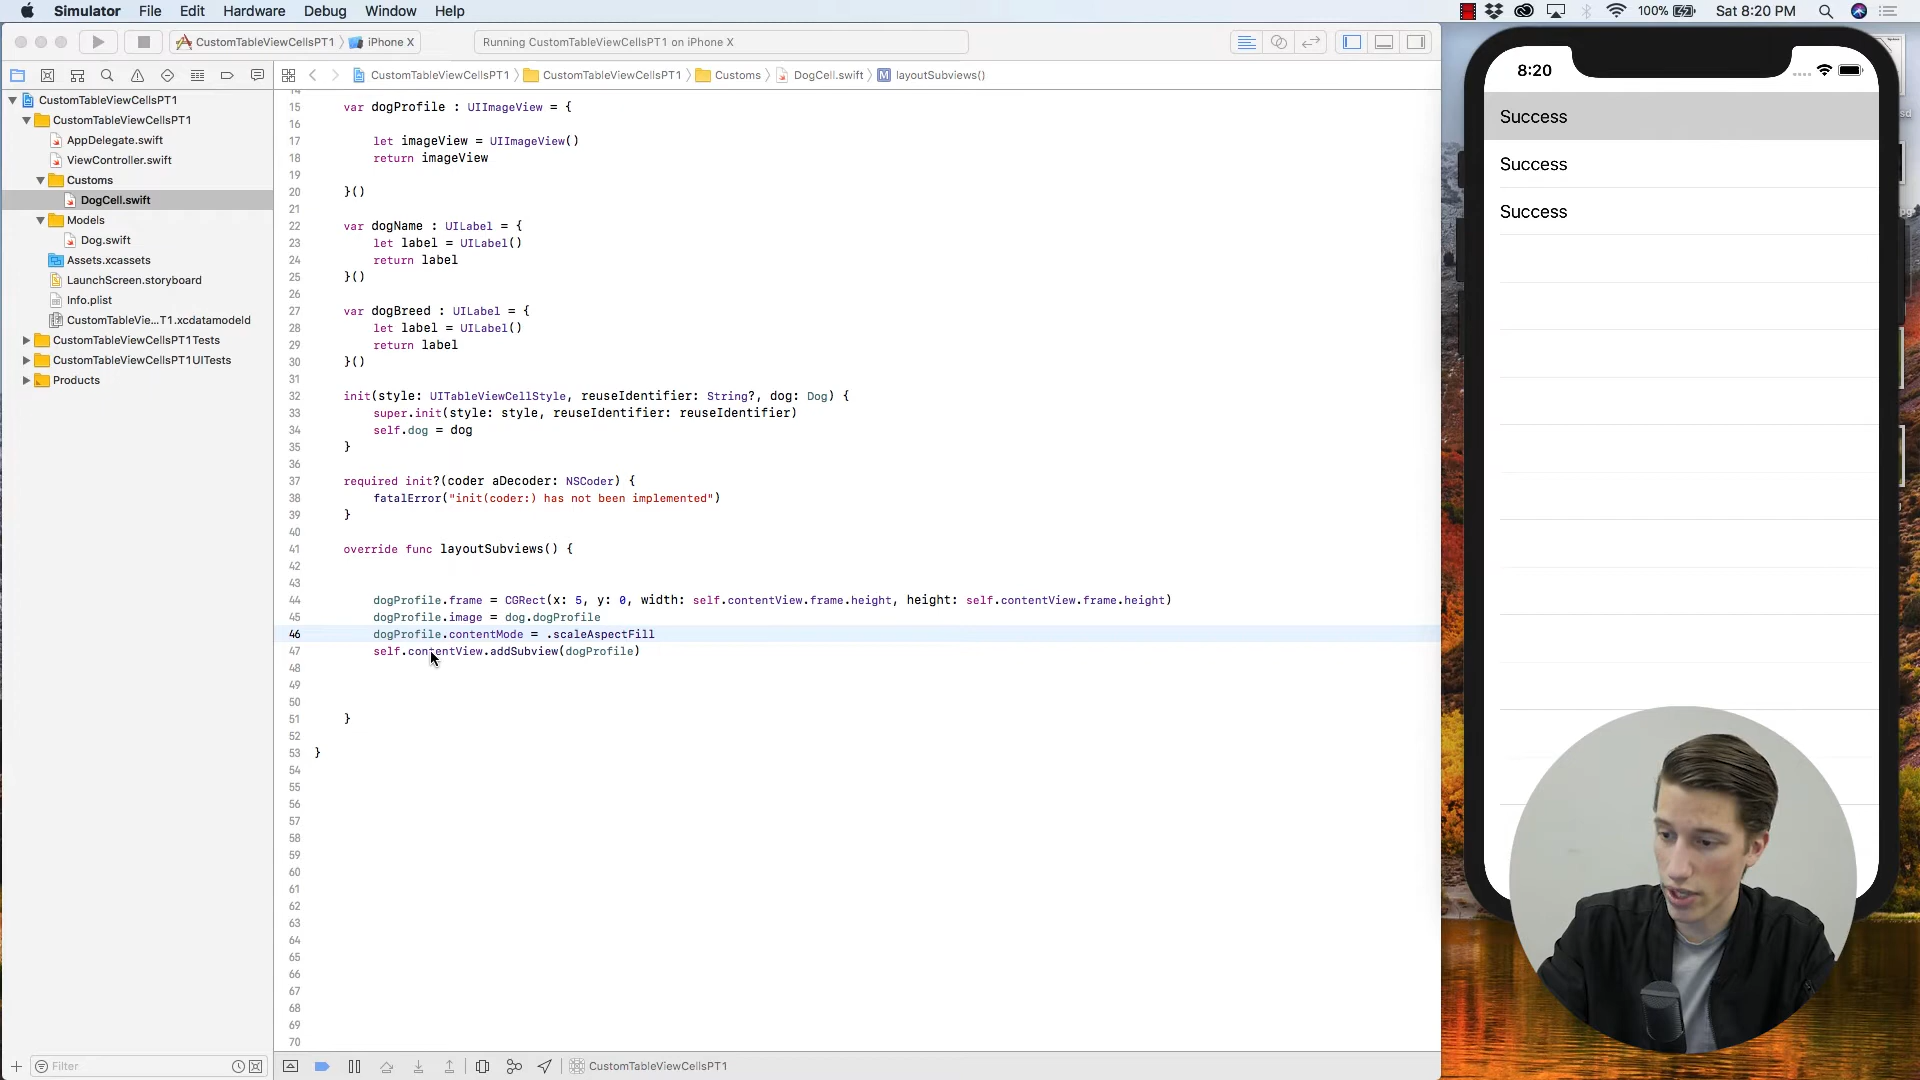 Simulator File Edit Hardware Debug Window Help
100% Sat 8:20 PM
CustomTableViewCellsPT1 iPhone X
Running CustomTableViewCellsPT1 on iPhone X
CustomTableViewCellsPT1 CustomTableViewCellsPT1 Customs DogCell.swift M layoutSubviews()
CustomTableViewCellsPT1
CustomTableViewCellsPT1
AppDelegate.swift
ViewController.swift
Customs
DogCell.swift
Models
Dog.swift
Assets.xcassets
LaunchScreen.storyboard
Info.plist
CustomTableVie...T1.xcdatamodeld
CustomTableViewCellsPT1Tests
CustomTableViewCellsPT1UITests
Products
Filter
14
15 var dogProfile : UIImageView = {
16
17 let imageView = UIImageView()
18 return imageView
19
20 }()
21
22 var dogName : UILabel = {
23 let label = UILabel()
24 return label
25 }()
26
27 var dogBreed : UILabel = {
28 let label = UILabel()
29 return label
30 }()
31
32 init(style: UITableViewCellStyle, reuseIdentifier: String?, dog: Dog) {
33 super.init(style: style, reuseIdentifier: reuseIdentifier)
34 self.dog = dog
35 }
36
37 required init?(coder aDecoder: NSCoder) {
38 fatalError("init(coder:) has not been implemented")
39 }
40
41 override func layoutSubviews() {
42
43
44 dogProfile.frame = CGRect(x: 5, y: 0, width: self.contentView.frame.height, height: self.contentView.frame.height)
45 dogProfile.image = dog.dogProfile
46 dogProfile.contentMode = .scaleAspectFill
47 self.contentView.addSubview(dogProfile)
48
49
50
51 }
52
53 }
54
55
56
57
58
59
60
61
62
63
64
65
66
67
68
69
70
CustomTableViewCellsPT1
8:20
Success
Success
Success